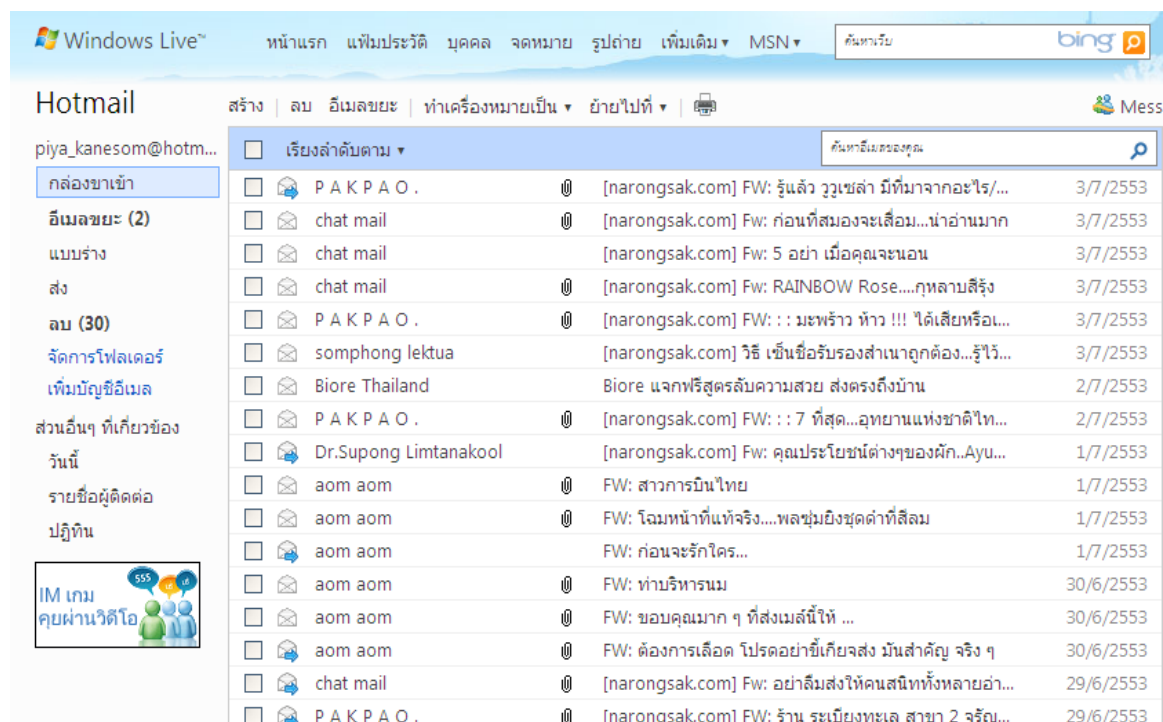 Windows Live™ หน้าแรก แฟ้มประวัติ บุคคล จดหมาย รูปถ่าย เพิ่มเติม MSN ค้นหาเว็บ bing
Hotmail สร้าง ลบ อีเมลขยะ ทำเครื่องหมายเป็น ย้ายไปที่ Mess
piya_kanesom@hotm... เรียงลำดับตาม ค้นหาอีเมลของคุณ
กล่องขาเข้า
อีเมลขยะ (2)
แบบร่าง
ส่ง
ลบ (30)
จัดการโฟลเดอร์
เพิ่มบัญชีอีเมล
ส่วนอื่นๆ ที่เกี่ยวข้อง
วันนี้
รายชื่อผู้ติดต่อ
ปฏิทิน
555
IM เกม
คุยผ่านวิดีโอ
P A K P A O . [narongsak.com] FW: รู้แล้ว วูวูเซล่า มีที่มาจากอะไร/... 3/7/2553
chat mail [narongsak.com] Fw: ก่อนที่สมองจะเสื่อม...น่าอ่านมาก 3/7/2553
chat mail [narongsak.com] Fw: 5 อย่า เมื่อคุณจะนอน 3/7/2553
chat mail [narongsak.com] Fw: RAINBOW Rose....กุหลาบสีรุ้ง 3/7/2553
P A K P A O . [narongsak.com] FW: : : มะพร้าว ห้าว !!! ได้เสียหรือเ... 3/7/2553
somphong lektua [narongsak.com] วิธี เซ็นชื่อรับรองสำเนาถูกต้อง...รู้ไว้... 3/7/2553
Biore Thailand Biore แจกฟรีสูตรลับความสวย ส่งตรงถึงบ้าน 2/7/2553
P A K P A O . [narongsak.com] FW: : : 7 ที่สุด...อุทยานแห่งชาติไท... 2/7/2553
Dr.Supong Limtanakool [narongsak.com] Fw: คุณประโยชน์ต่างๆของผัก..Ayu... 1/7/2553
aom aom FW: สาวการบินไทย 1/7/2553
aom aom FW: โฉมหน้าที่แท้จริง....พลซุ่มยิงชุดดำที่สีลม 1/7/2553
aom aom FW: ก่อนจะรักใคร... 1/7/2553
aom aom FW: ท่าบริหารนม 30/6/2553
aom aom FW: ขอบคุณมาก ๆ ที่ส่งเมล์นี้ให้ ... 30/6/2553
aom aom FW: ต้องการเลือด โปรดอย่าขี้เกียจส่ง มันสำคัญ จริง ๆ 30/6/2553
chat mail [narongsak.com] Fw: อย่าลืมส่งให้คนสนิททั้งหลายอ่า... 29/6/2553
P A K P A O . [narongsak.com] FW: ร้าน ระเบียงทะเล สาขา 2 จรัญ... 29/6/2553